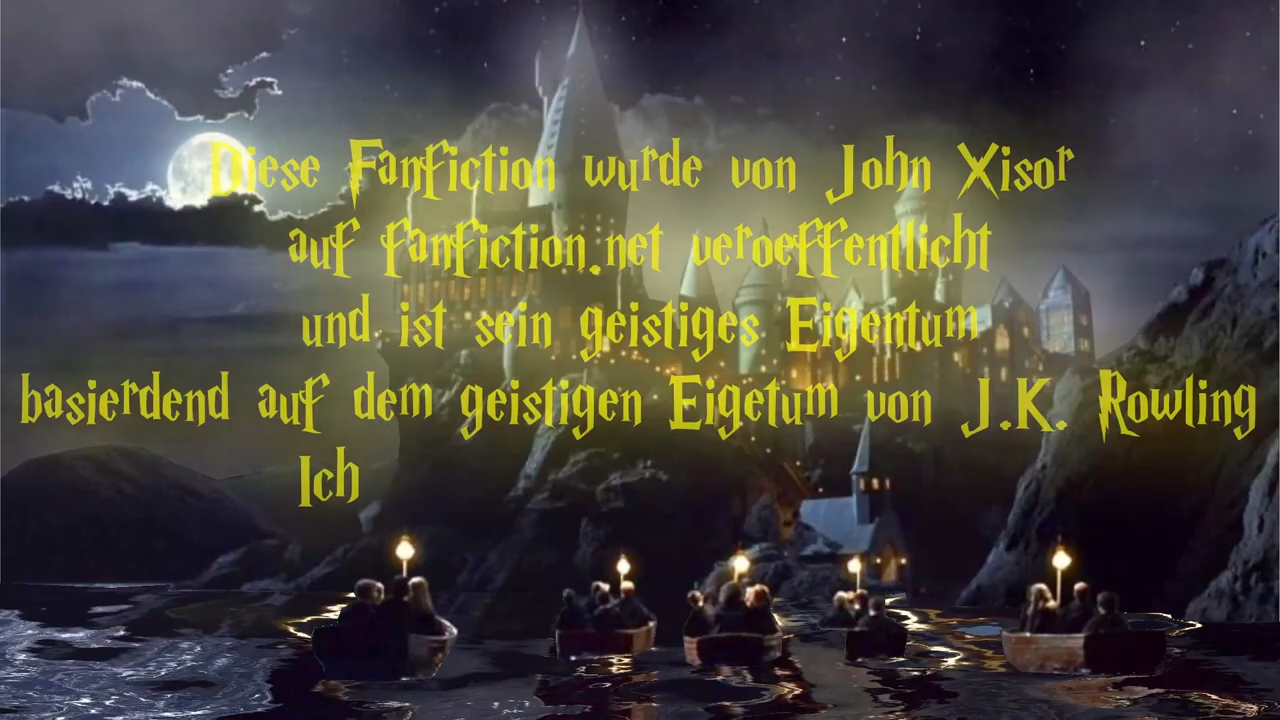 Diese Fanfiction wurde von John Xisor
auf fanfiction.net veroeffentlicht
und ist sein geistiges Eigentum
basierdend auf dem geistigen Eigetum von J.K. Rowling
Ich